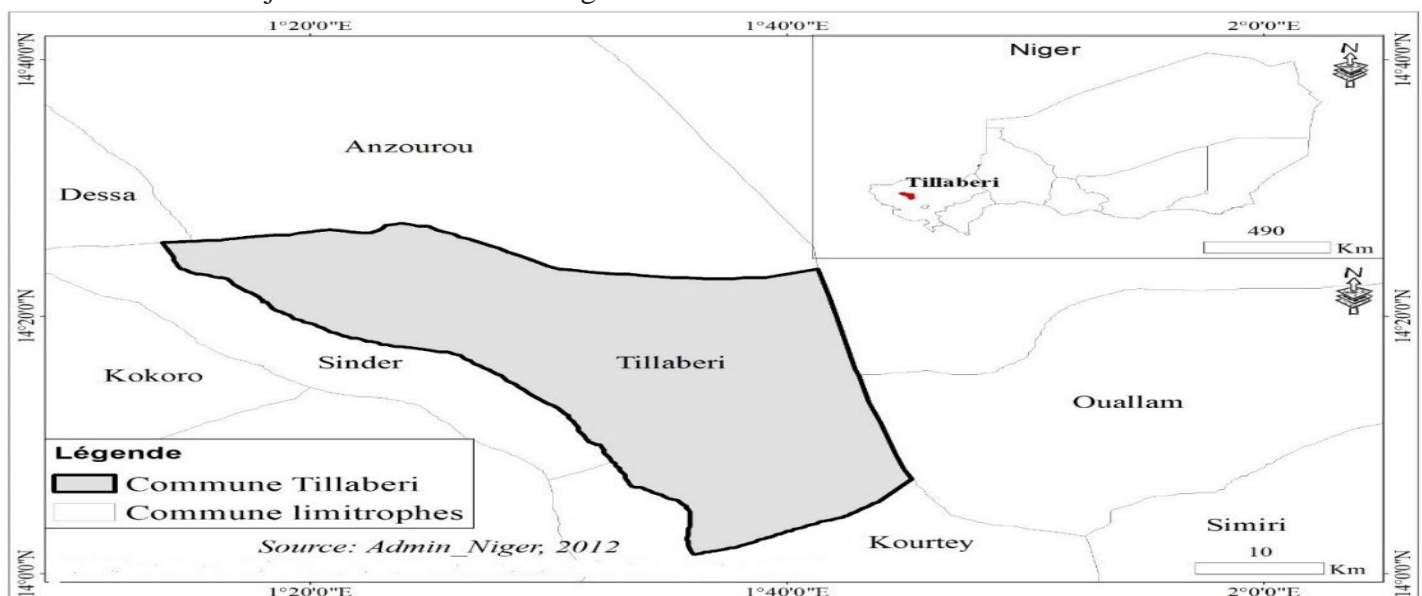 1°20'0"E
1°40'0"E
2°0'0"E
14°40'0"N
14°40'0"N
Niger
N
Tillaberi
490
Km
Anzourou
Dessa
N
14°20'0"N
14°20'0"N
Sinder
Tillaberi
Kokoro
Ouallam
Légende
Commune Tillaberi
Commune limitrophes
Source: Admin_Niger, 2012
Kourtey
Simiri
10
Km
14°0'0"N
14°0'0"N
1°20'0"E
1°40'0"E
2°0'0"E